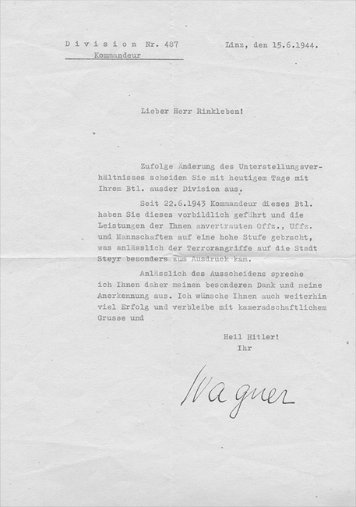 Division Nr. 487
Linz, den 15.6.1944.
Kommandeur
Lieber Herr Rinkleben!
Zufolge Änderung des Unterstellungsver-
hältnisses scheiden Sie mit heutigem Tage mit
Ihrem Btl. ausder Division aus.
Seit 22.6.1943 Kommandeur dieses Btl.
haben Sie dieses vorbildlich geführt und die
Leistungen der Ihnen anvertrauten Offz., Uffz.
und Mannschaften auf eine hohe Stufe gebracht,
was anlässlich der Terrorangriffe auf die Stadt
Steyr besonders zum Ausdruck kam.
Anlässlich des Ausscheidens spreche
ich Ihnen daher meinen besonderen Dank und meine
Anerkennung aus. Ich wünsche Ihnen auch weiterhin
viel Erfolg und verbleibe mit kameradschaftlichem
Grusse und
Heil Hitler!
Ihr
Wagner